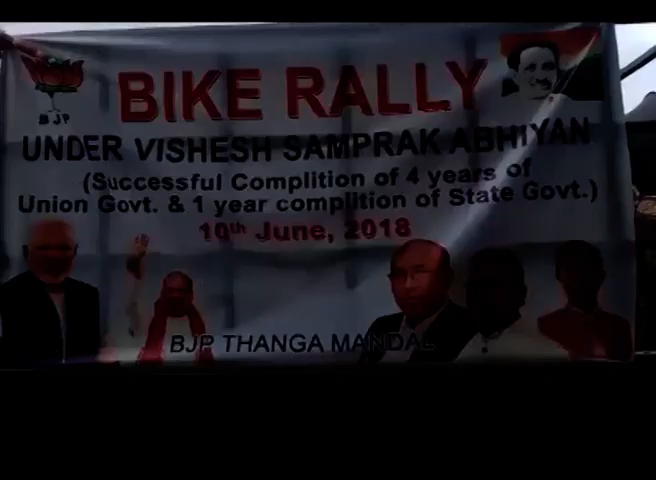 BJP
BIKE RALLY
UNDER VISHESH SAMPRAK ABHIYAN
(Successful Complition of 4 years of
Union Govt. & 1 year complition of State Govt.)
10th June, 2018
BJP THANGA MANDAL